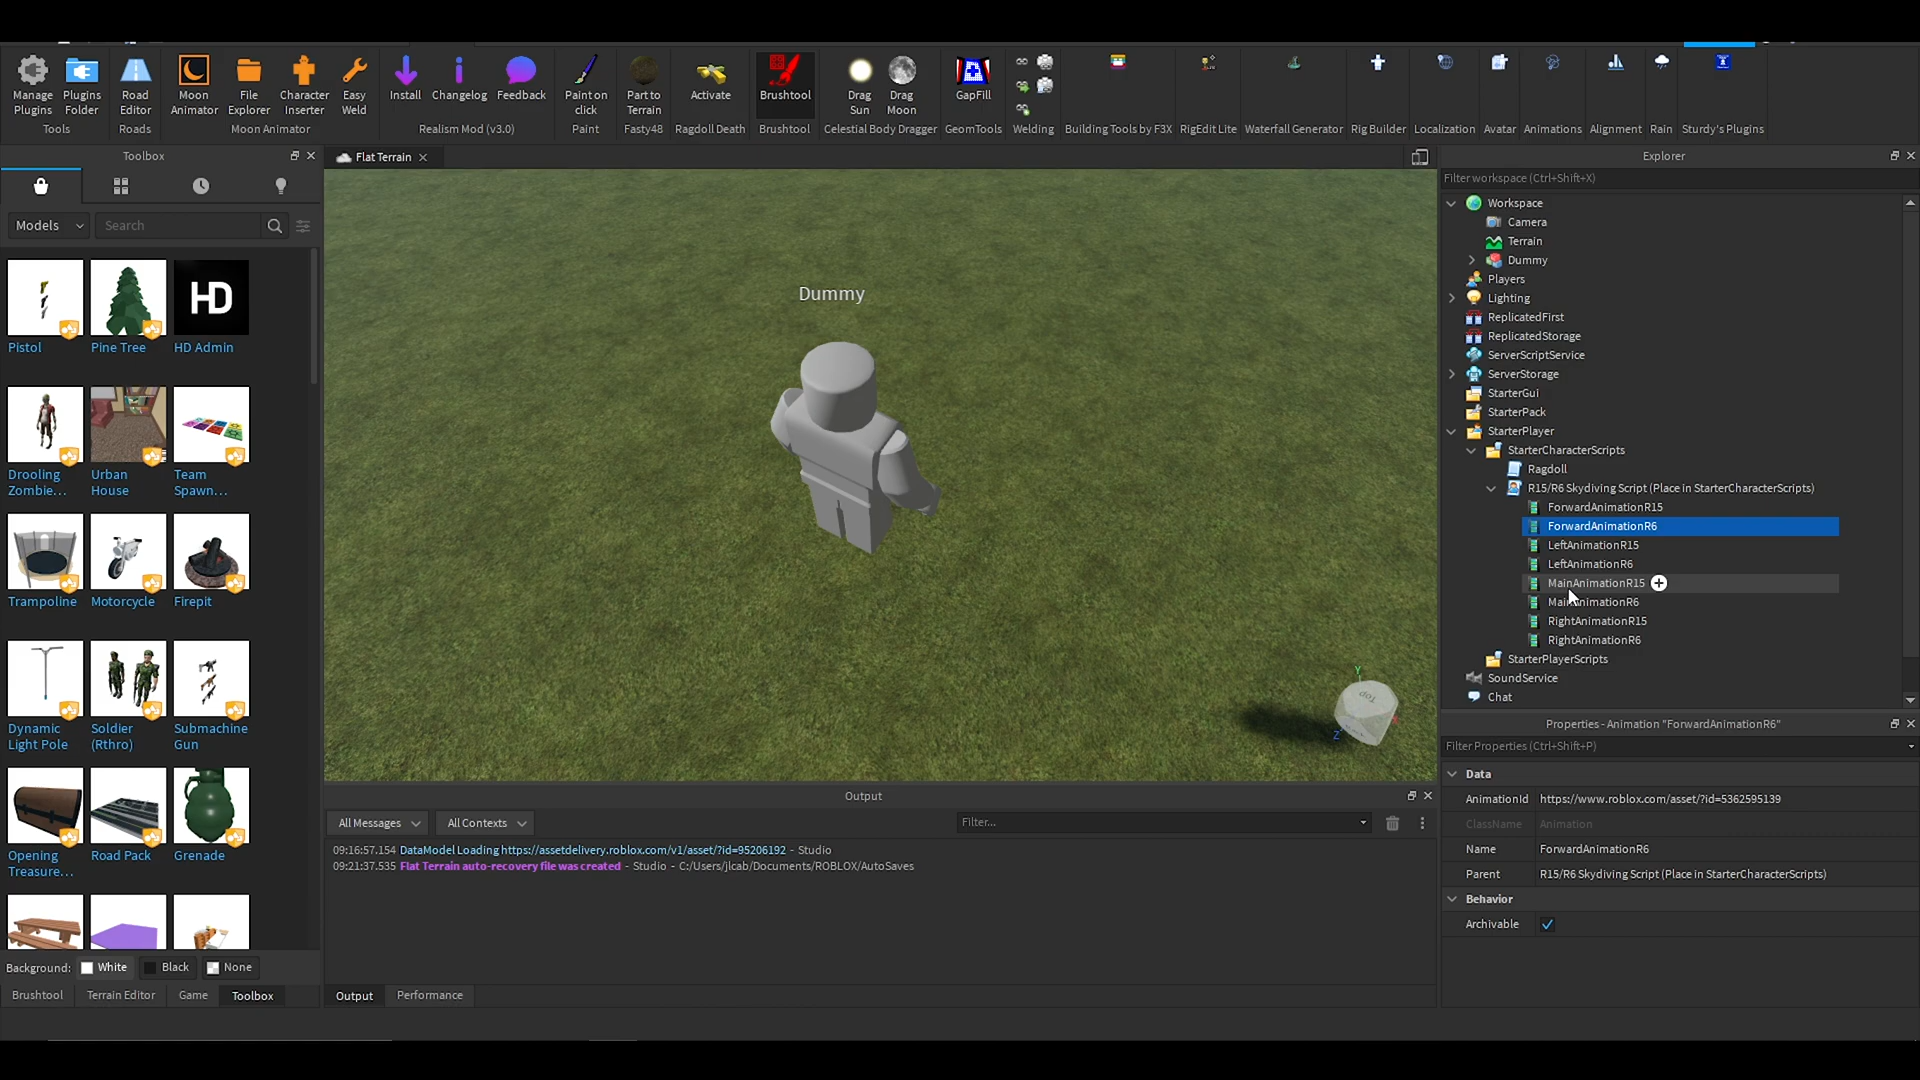 Manage Plugins
Plugins Folder
Road Editor
Moon Animator
File Explorer
Character Inserter
Easy Weld
Install
Changelog
Feedback
Paint on click
Part to Terrain
Activate
Brushtool
Drag Sun
Drag Moon
GapFill
Tools
Roads
Moon Animator
Realism Mod (v3.0)
Paint
Fasty48
Ragdoll Death
Brushtool
Celestial Body Dragger
GeomTools
Welding
Building Tools by F3X
RigEdit Lite
Waterfall Generator
Rig Builder
Localization
Avatar
Animations
Alignment
Rain
Sturdy's Plugins
Toolbox
Models
Search
Pistol
Pine Tree
HD
HD Admin
Drooling Zombie...
Urban House
Team Spawn...
Trampoline
Motorcycle
Firepit
Dynamic Light Pole
Soldier (Rthro)
Submachine Gun
Opening Treasure...
Road Pack
Grenade
Background:
White
Black
None
Brushtool
Terrain Editor
Game
Toolbox
Flat Terrain
Dummy
Top
Y
Z
Output
All Messages
All Contexts
Filter...
09:16:57.154 DataModel Loading https://assetdelivery.roblox.com/v1/asset/?id=95206192 - Studio
09:21:37.535 Flat Terrain auto-recovery file was created - Studio - C:/Users/jlcab/Documents/ROBLOX/AutoSaves
Output
Performance
Explorer
Filter workspace (Ctrl+Shift+X)
Workspace
Camera
Terrain
Dummy
Players
Lighting
ReplicatedFirst
ReplicatedStorage
ServerScriptService
ServerStorage
StarterGui
StarterPack
StarterPlayer
StarterCharacterScripts
Ragdoll
R15/R6 Skydiving Script (Place in StarterCharacterScripts)
ForwardAnimationR15
ForwardAnimationR6
LeftAnimationR15
LeftAnimationR6
MainAnimationR15
MainAnimationR6
RightAnimationR15
RightAnimationR6
StarterPlayerScripts
SoundService
Chat
Properties - Animation "ForwardAnimationR6"
Filter Properties (Ctrl+Shift+P)
Data
AnimationId https://www.roblox.com/asset/?id=5362595139
ClassName Animation
Name ForwardAnimationR6
Parent R15/R6 Skydiving Script (Place in StarterCharacterScripts)
Behavior
Archivable